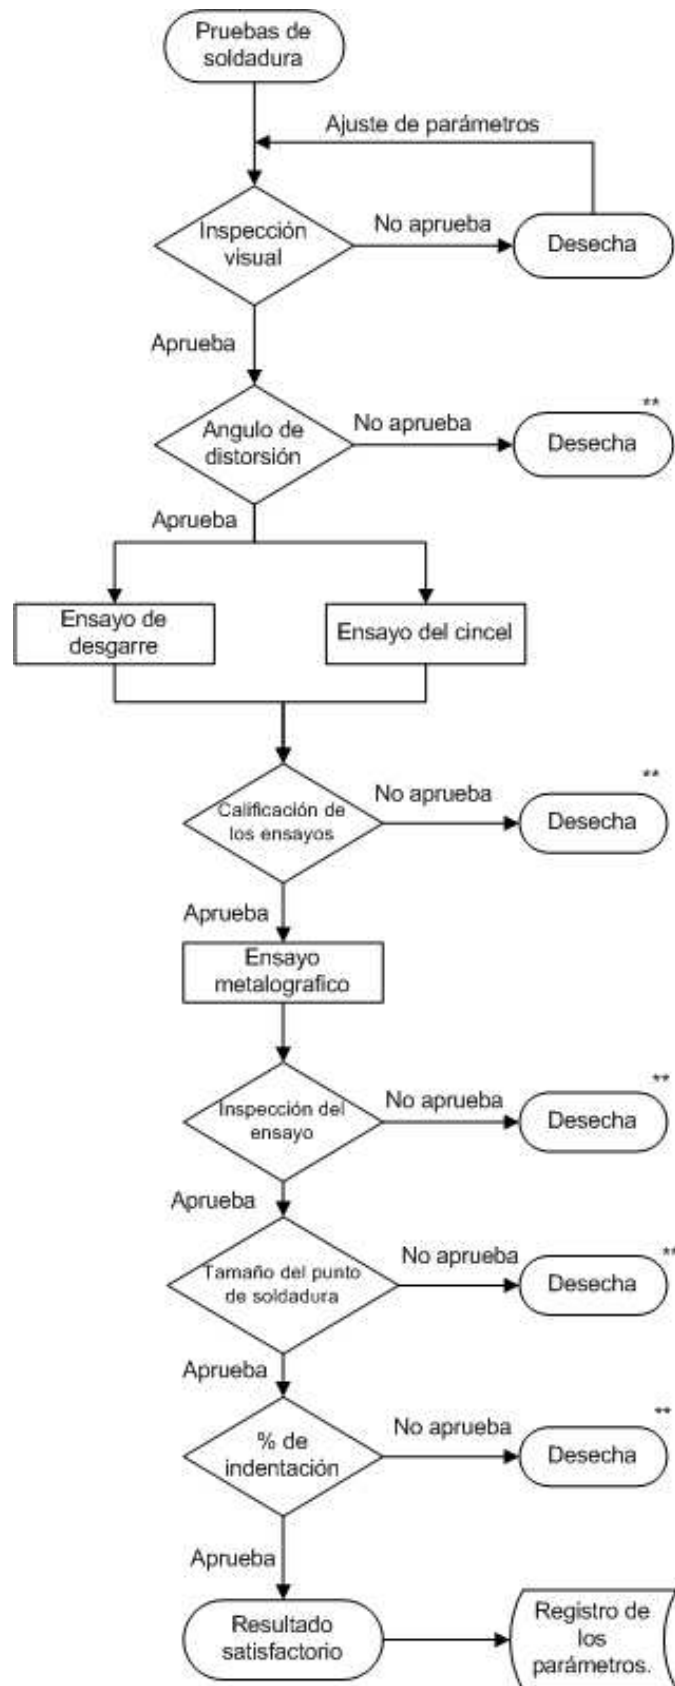 Pruebas de
soldadura
Ajuste de parámetros
Inspección
visual
No aprueba
Desecha
Aprueba
Angulo de
distorsión
No aprueba
**
Desecha
Aprueba
Ensayo de
desgarre
Ensayo del cincel
Calificación de
los ensayos
No aprueba
**
Desecha
Aprueba
Ensayo
metalografico
Inspección del
ensayo
No aprueba
**
Desecha
Aprueba
Tamaño del punto
de soldadura
No aprueba
**
Desecha
Aprueba
% de
indentación
No aprueba
**
Desecha
Aprueba
Resultado
satisfactorio
Registro de
los
parámetros.